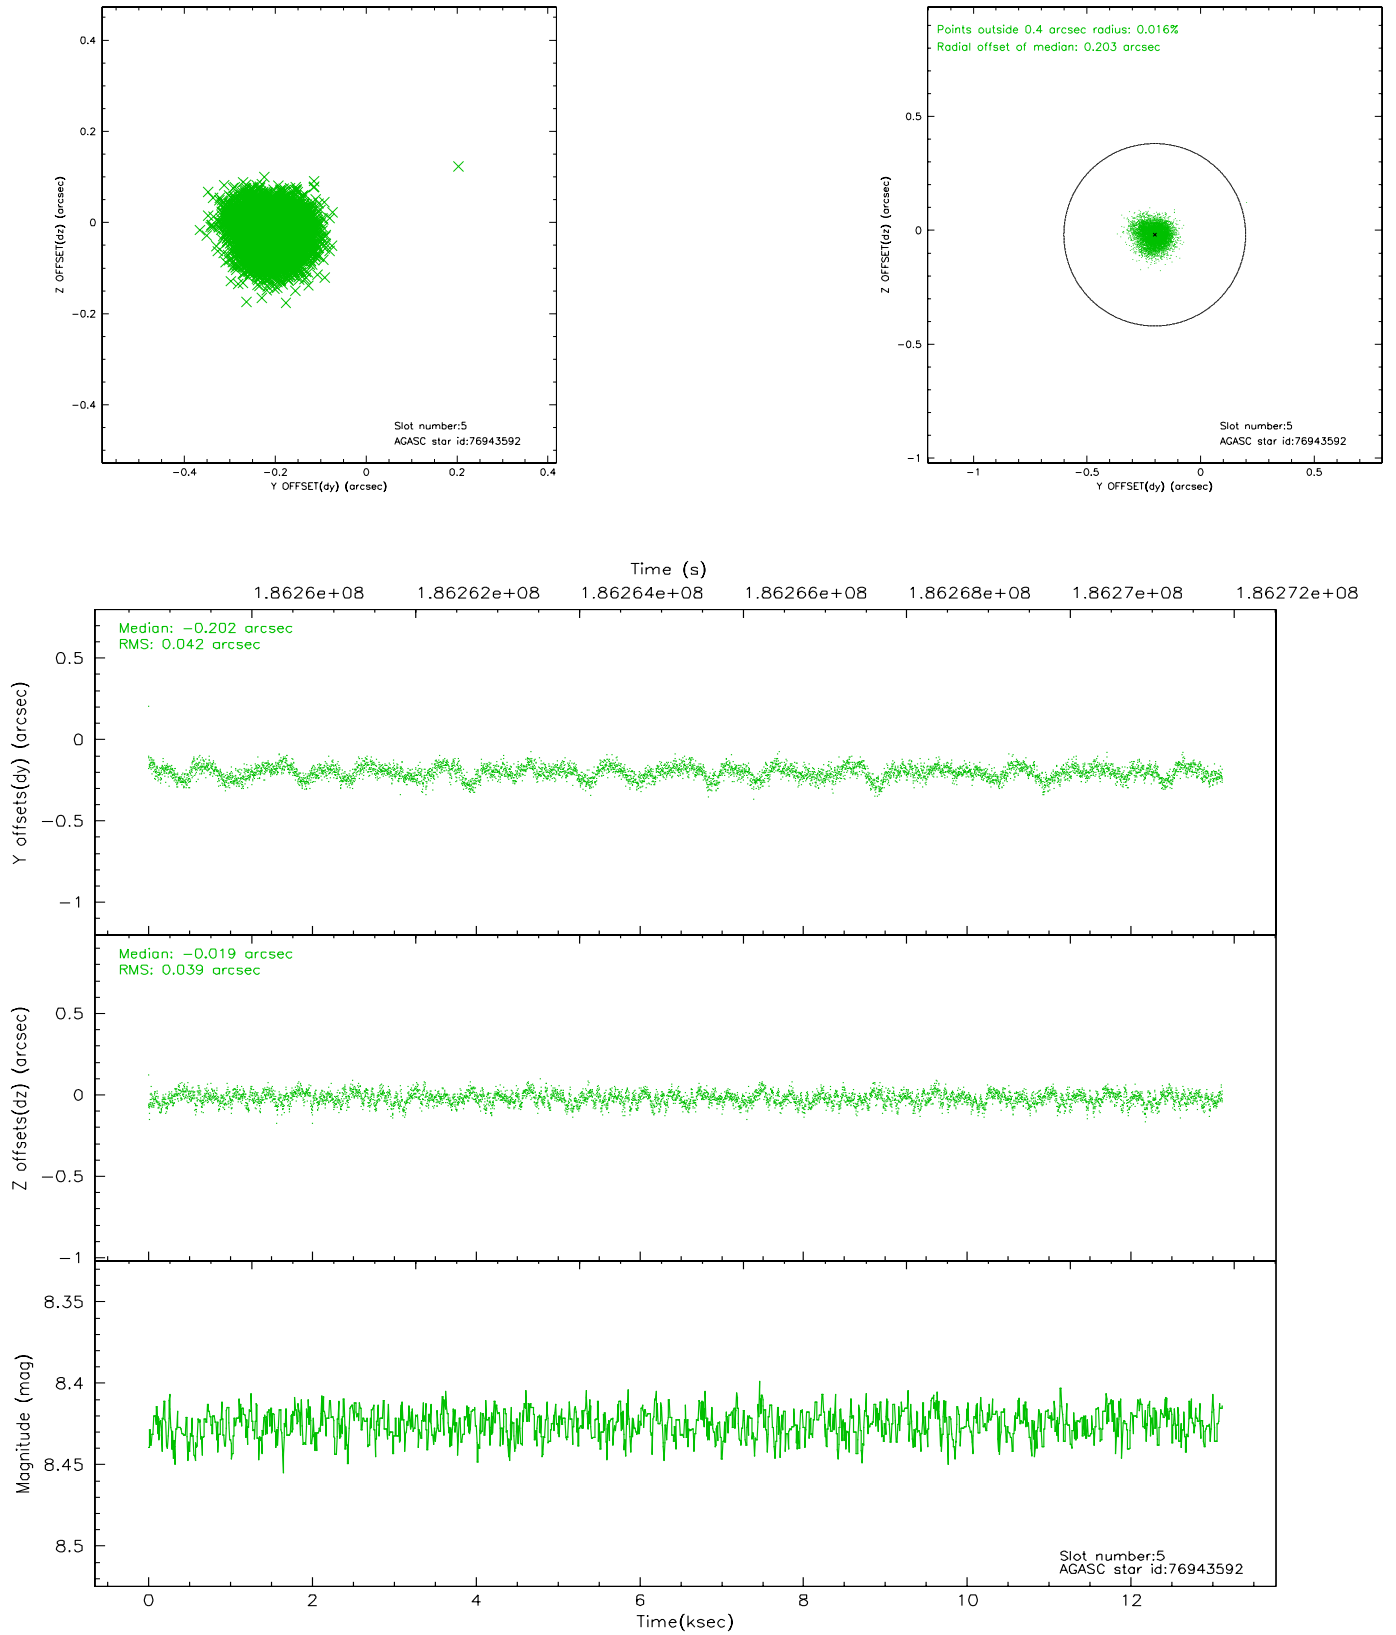 0.4
0.2
0
−0.2
−0.4
Z OFFSET(dz) (arcsec)
Slot number:5
AGASC star id:76943592
−0.4 −0.2 0 0.2 0.4
Y OFFSET(dy) (arcsec)
Points outside 0.4 arcsec radius: 0.016%
Radial offset of median: 0.203 arcsec
0.5
0
−0.5
−1
Z OFFSET(dz) (arcsec)
Slot number:5
AGASC star id:76943592
−1 −0.5 0 0.5
Y OFFSET(dy) (arcsec)
Time (s)
1.8626e+08 1.86262e+08 1.86264e+08 1.86266e+08 1.86268e+08 1.8627e+08 1.86272e+08
Median: −0.202 arcsec
RMS: 0.042 arcsec
0.5
0
−0.5
−1
Y offsets(dy) (arcsec)
Median: −0.019 arcsec
RMS: 0.039 arcsec
0.5
0
−0.5
−1
Z offsets(dz) (arcsec)
8.35
8.4
8.45
8.5
Magnitude (mag)
Slot number:5
AGASC star id:76943592
0 2 4 6 8 10 12
Time(ksec)